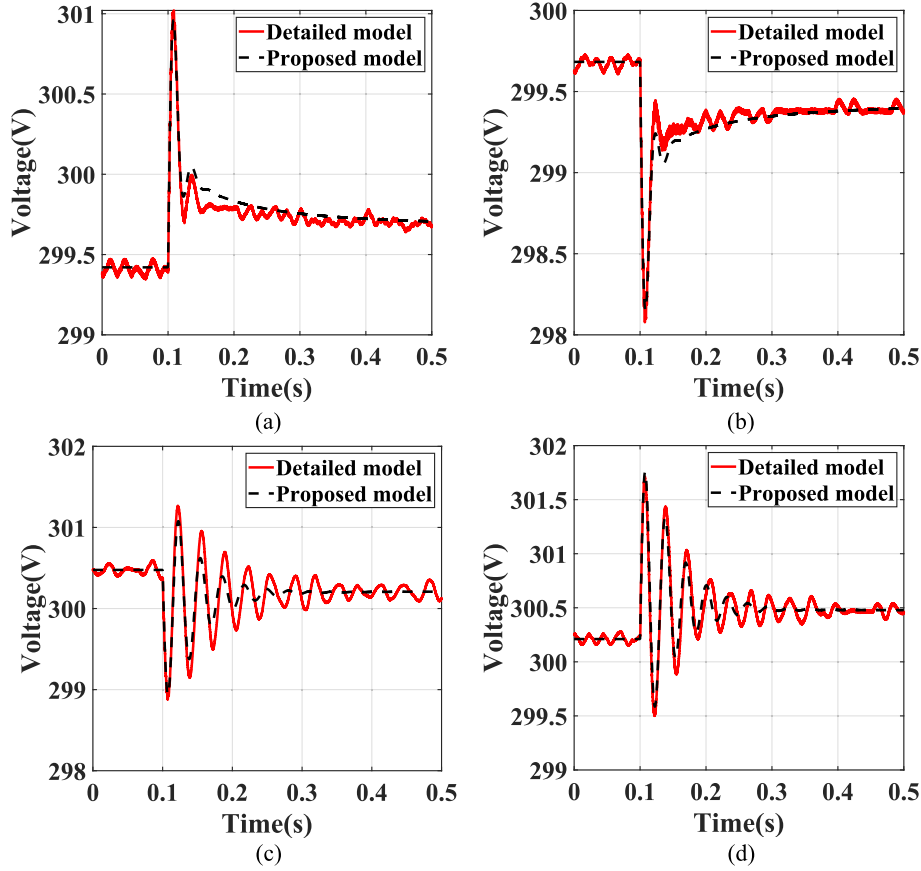 301
300.5
300
299.5
299
Voltage(V)
Detailed model
Proposed model
0 0.1 0.2 0.3 0.4 0.5
Time(s)
(a)
300
299.5
299
298.5
298
Voltage(V)
Detailed model
Proposed model
0 0.1 0.2 0.3 0.4 0.5
Time(s)
(b)
302
301
300
299
298
Voltage(V)
Detailed model
Proposed model
0 0.1 0.2 0.3 0.4 0.5
Time(s)
(c)
302
301.5
301
300.5
300
299.5
299
Voltage(V)
Detailed model
Proposed model
0 0.1 0.2 0.3 0.4 0.5
Time(s)
(d)